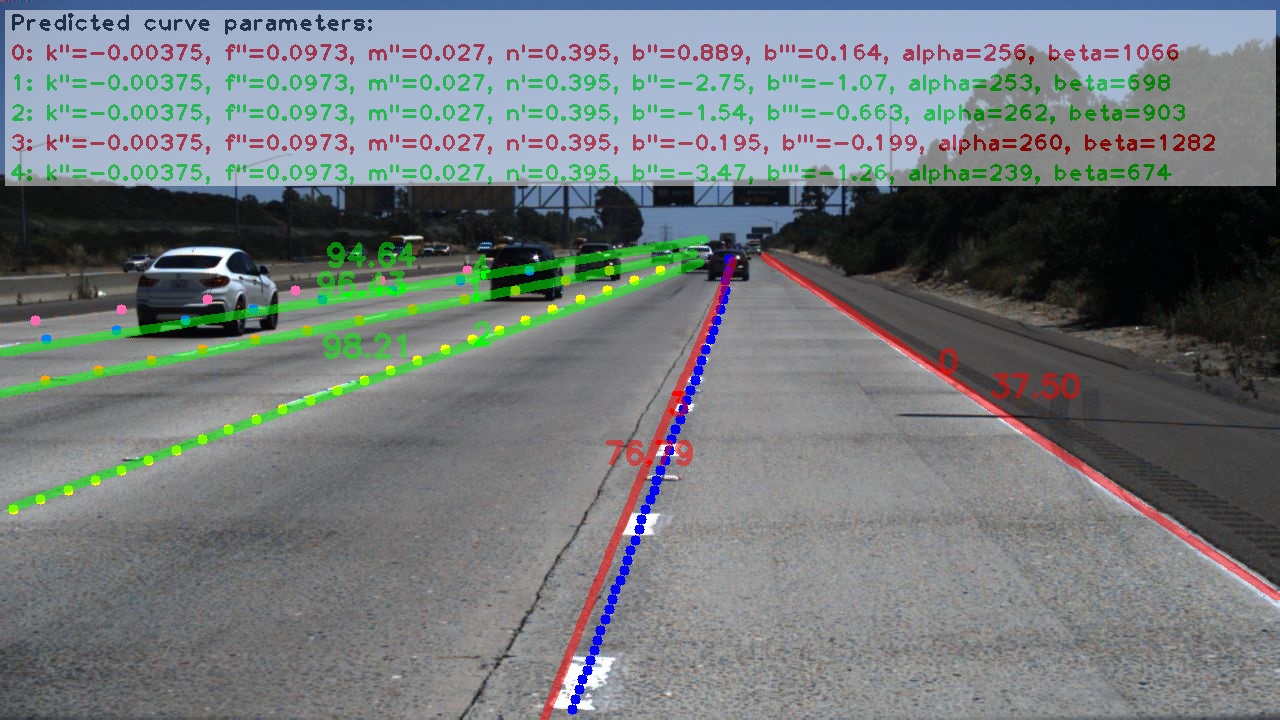 Predicted curve parameters:
0: k''=-0.00375, f''=0.0973, m''=0.027, n'=0.395, b''=0.889, b'''=0.164, alpha=256, beta=1066
1: k''=-0.00375, f''=0.0973, m''=0.027, n'=0.395, b''=-2.75, b'''=-1.07, alpha=253, beta=698
2: k''=-0.00375, f''=0.0973, m''=0.027, n'=0.395, b''=-1.54, b'''=-0.663, alpha=262, beta=903
3: k''=-0.00375, f''=0.0973, m''=0.027, n'=0.395, b''=-0.195, b'''=-0.199, alpha=260, beta=1282
4: k''=-0.00375, f''=0.0973, m''=0.027, n'=0.395, b''=-3.47, b'''=-1.26, alpha=239, beta=674
94.64
4
1
98.21
2
0
37.50
3